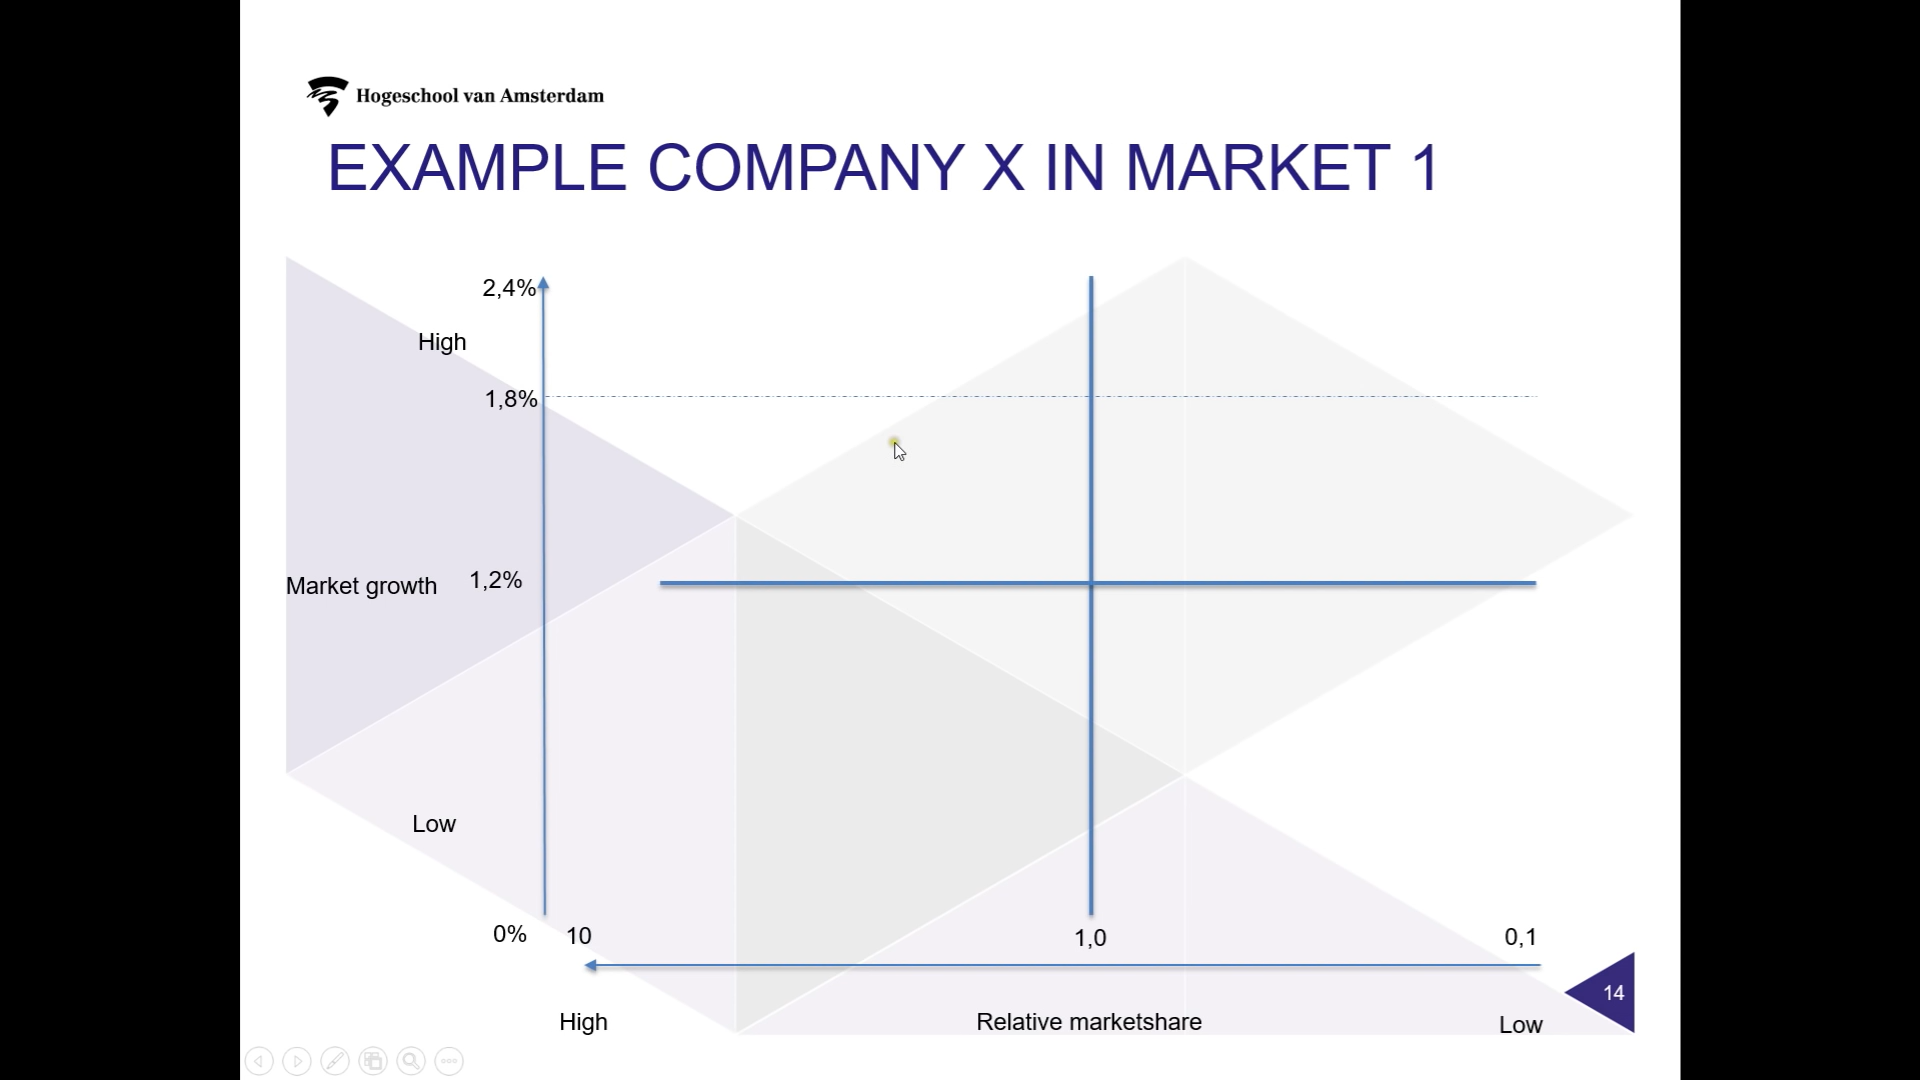 Hogeschool van Amsterdam
EXAMPLE COMPANY X IN MARKET 1
2,4%
High
1,8%
Market growth 1,2%
Low
0% 10 1,0 0,1
14
High Relative marketshare Low